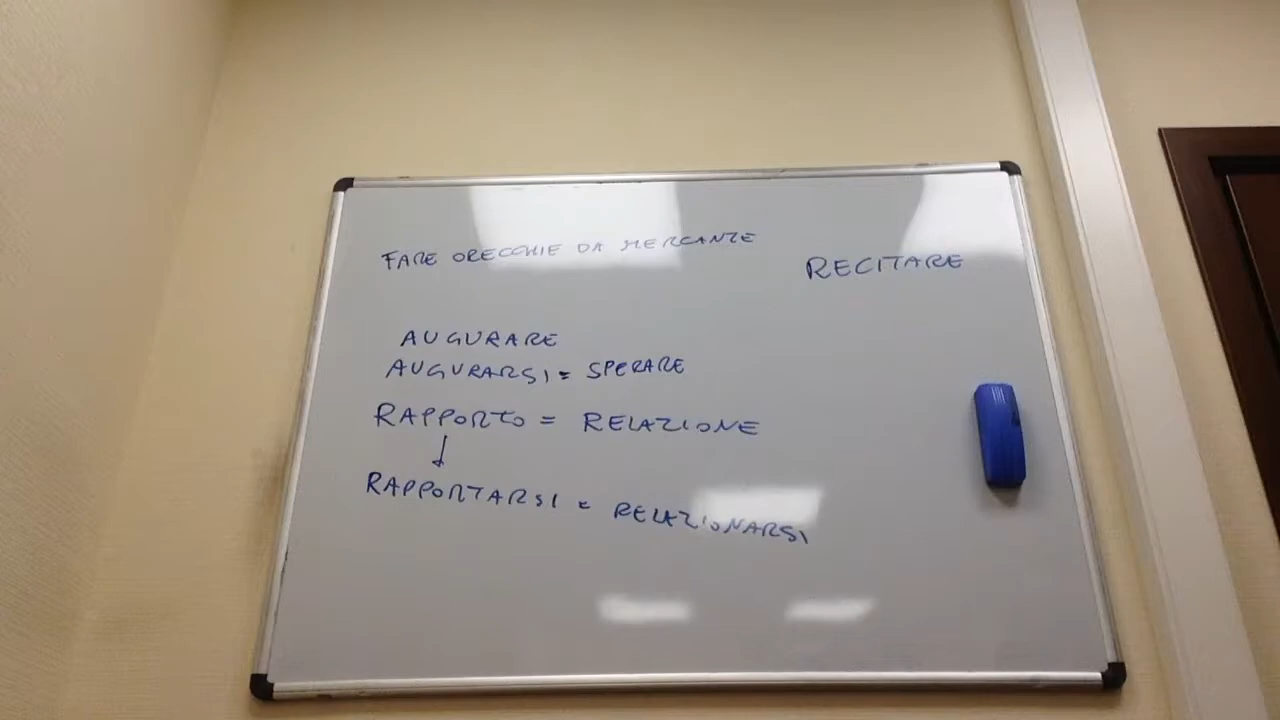 FARE ORECCHIE DA MERCANTE
RECITARE
AUGURARE
AUGURARSI = SPERARE
RAPPORTO = RELAZIONE
↓
RAPPORTARSI = RELAZIONARSI